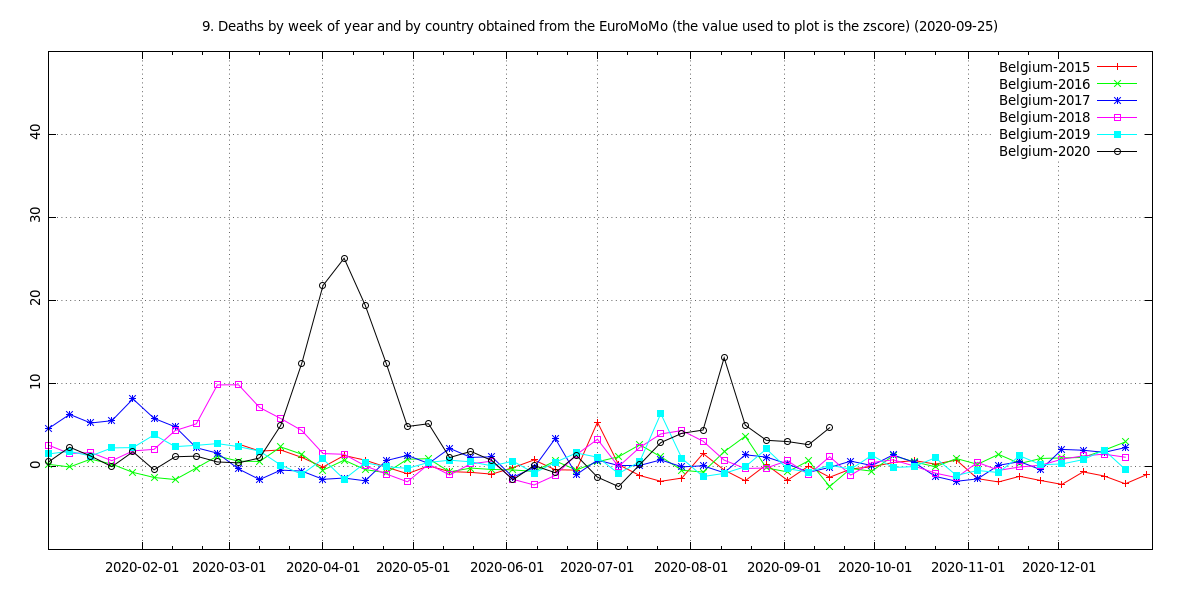 9. Deaths by week of year and by country obtained from the EuroMoMo (the value used to plot is the zscore) (2020-09-25)
Belgium-2015
Belgium-2016
Belgium-2017
Belgium-2018
Belgium-2019
Belgium-2020
40
30
20
10
0
2020-02-01 2020-03-01 2020-04-01 2020-05-01 2020-06-01 2020-07-01 2020-08-01 2020-09-01 2020-10-01 2020-11-01 2020-12-01